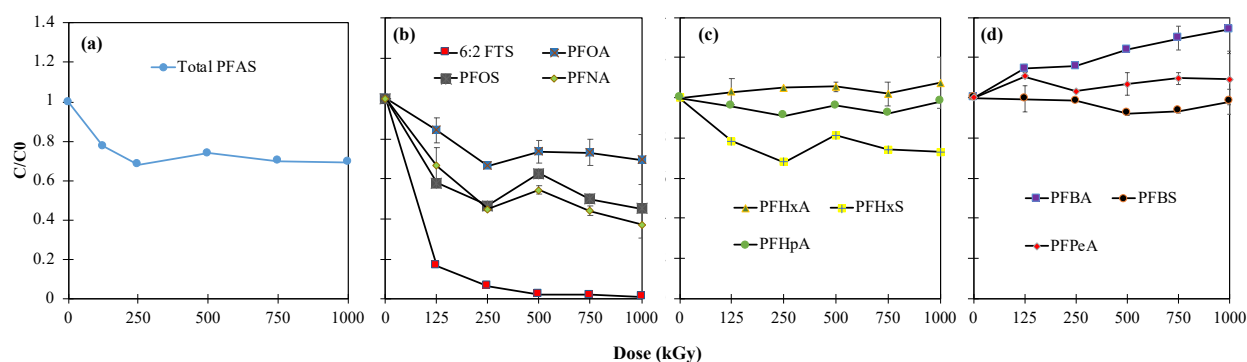 C/C0
1.4
1.2
1
0.8
0.6
0.4
0.2
0
(a)
Total PFAS
0 250 500 750 1000
(b)
6:2 FTS PFOA
PFOS PFNA
0 125 250 500 750 1000
(c)
PFHxA PFHxS
PFHpA
0 125 250 500 750 1000
(d)
PFBA PFBS
PFPeA
0 125 250 500 750 1000
Dose (kGy)